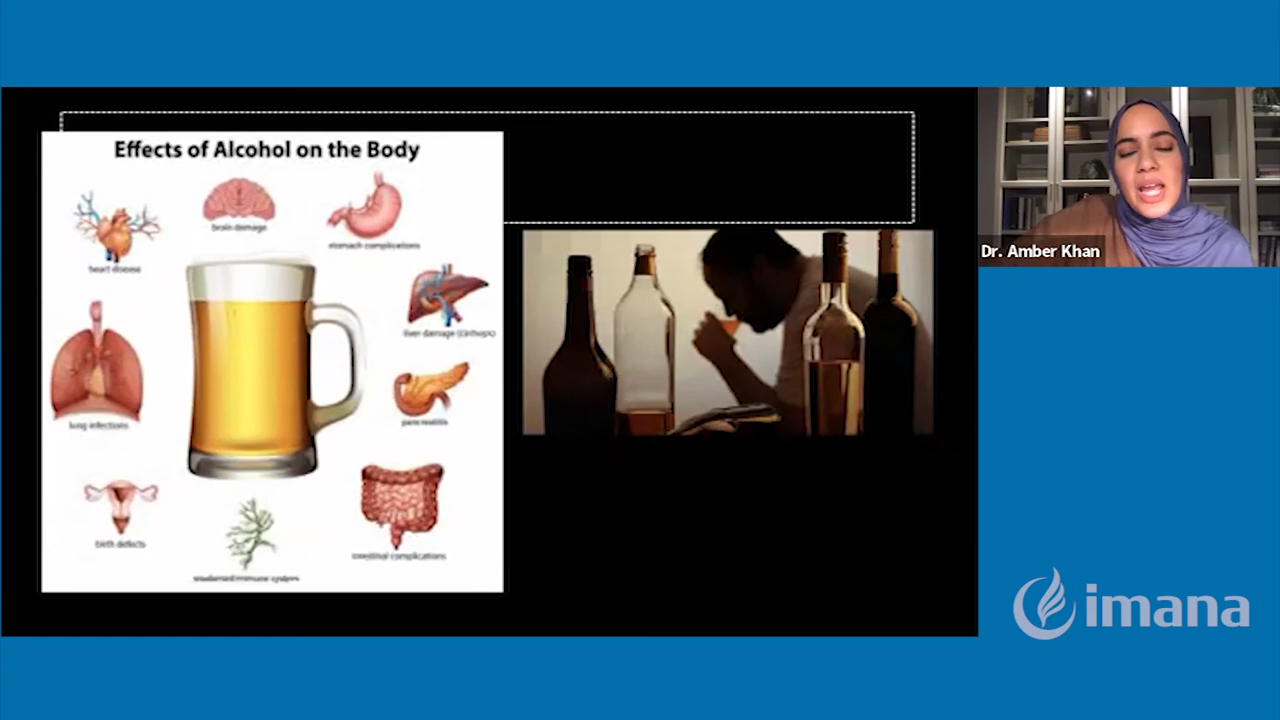 Effects of Alcohol on the Body
brain damage
stomach complications
heart disease
liver damage (cirrhosis)
lung infections
pancreatitis
birth defects
intestinal complications
weakened immune system
Dr. Amber Khan
imana